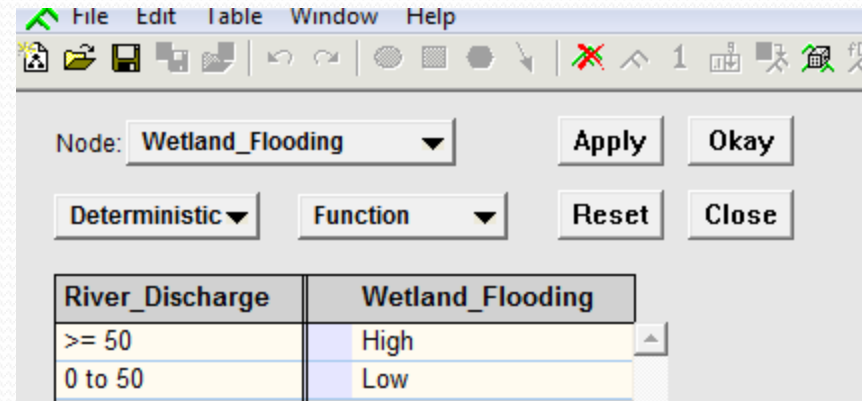 File Edit Table Window Help
1
Node: Wetland_Flooding Apply Okay
Deterministic Function Reset Close
River_Discharge Wetland_Flooding
>= 50 High
0 to 50 Low